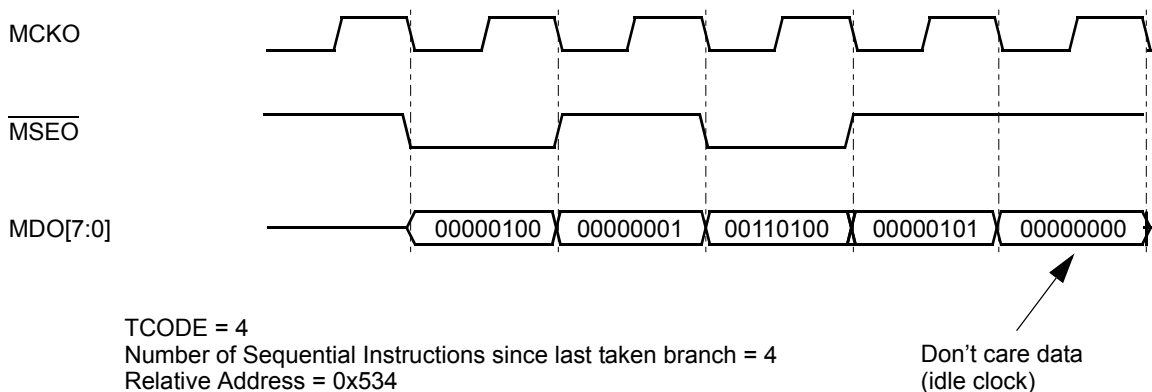 MCKO
MSEO
MDO[7:0]
00000100 00000001 00110100 00000101 00000000
TCODE = 4
Number of Sequential Instructions since last taken branch = 4
Relative Address = 0x534
Don't care data
(idle clock)